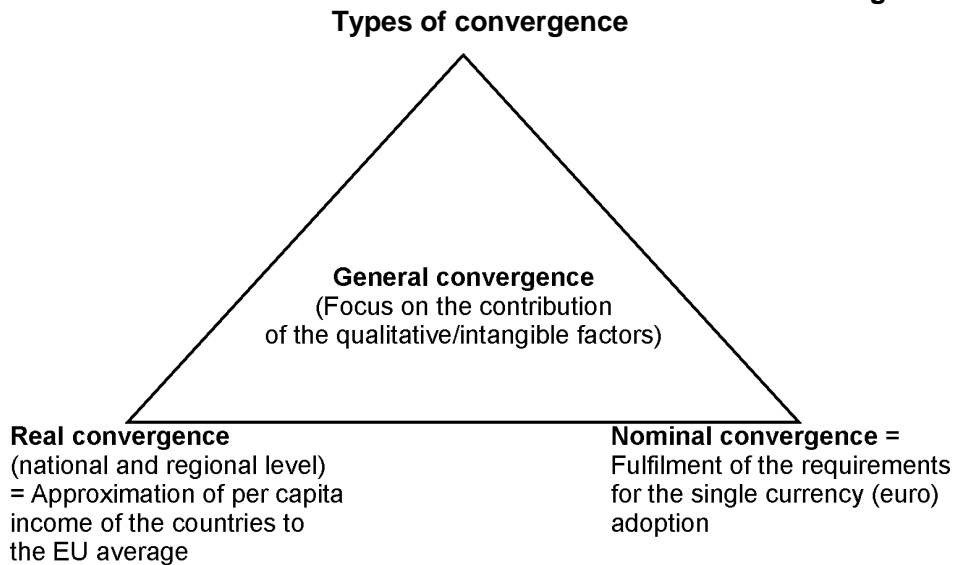 Types of convergence
General convergence
(Focus on the contribution
of the qualitative/intangible factors)
Real convergence
(national and regional level)
= Approximation of per capita
income of the countries to
the EU average
Nominal convergence =
Fulfilment of the requirements
for the single currency (euro)
adoption